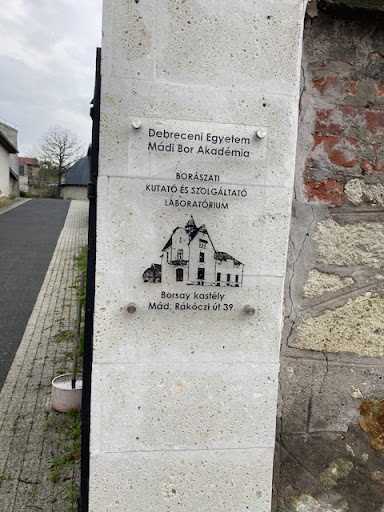 Debreceni Egyetem
Mádi Bor Akadémia
BORÁSZATI
KUTATÓ ÉS SZOLGÁLTATÓ
LABORATÓRIUM
Borsay kastély
Mád, Rákóczi út 39.